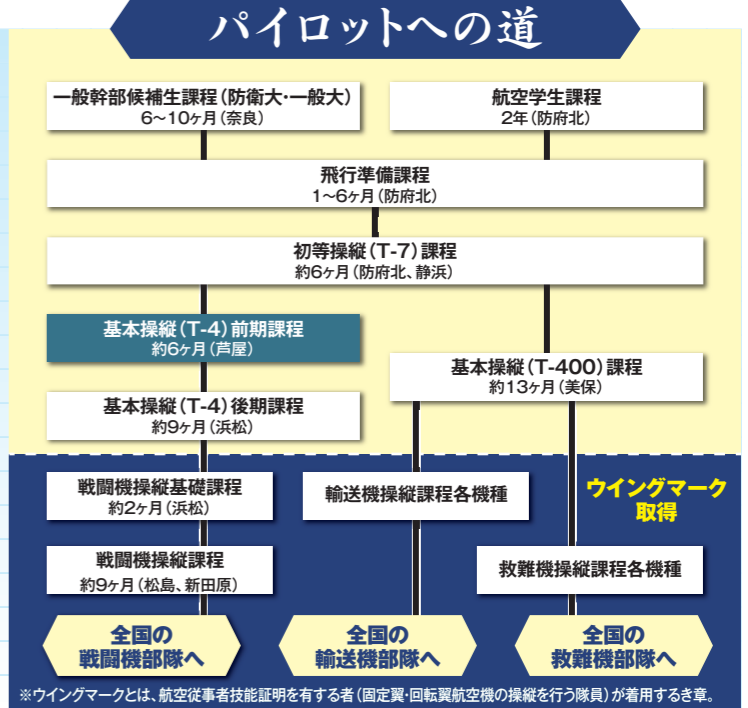 パイロットへの道
一般幹部候補生課程（防衛大・一般大）
6〜10ヶ月（奈良）
航空学生課程
2年（防府北）
飛行準備課程
1〜6ヶ月（防府北）
初等操縦（T-7）課程
約6ヶ月（防府北、静浜）
基本操縦（T-4）前期課程
約6ヶ月（芦屋）
基本操縦（T-400）課程
約13ヶ月（美保）
基本操縦（T-4）後期課程
約9ヶ月（浜松）
戦闘機操縦基礎課程
約2ヶ月（浜松）
輸送機操縦課程各機種
ウイングマーク
取得
戦闘機操縦課程
約9ヶ月（松島、新田原）
救難機操縦課程各機種
全国の
戦闘機部隊へ
全国の
輸送機部隊へ
全国の
救難機部隊へ
※ウイングマークとは、航空従事者技能証明を有する者（固定翼・回転翼航空機の操縦を行う隊員）が着用するき章。